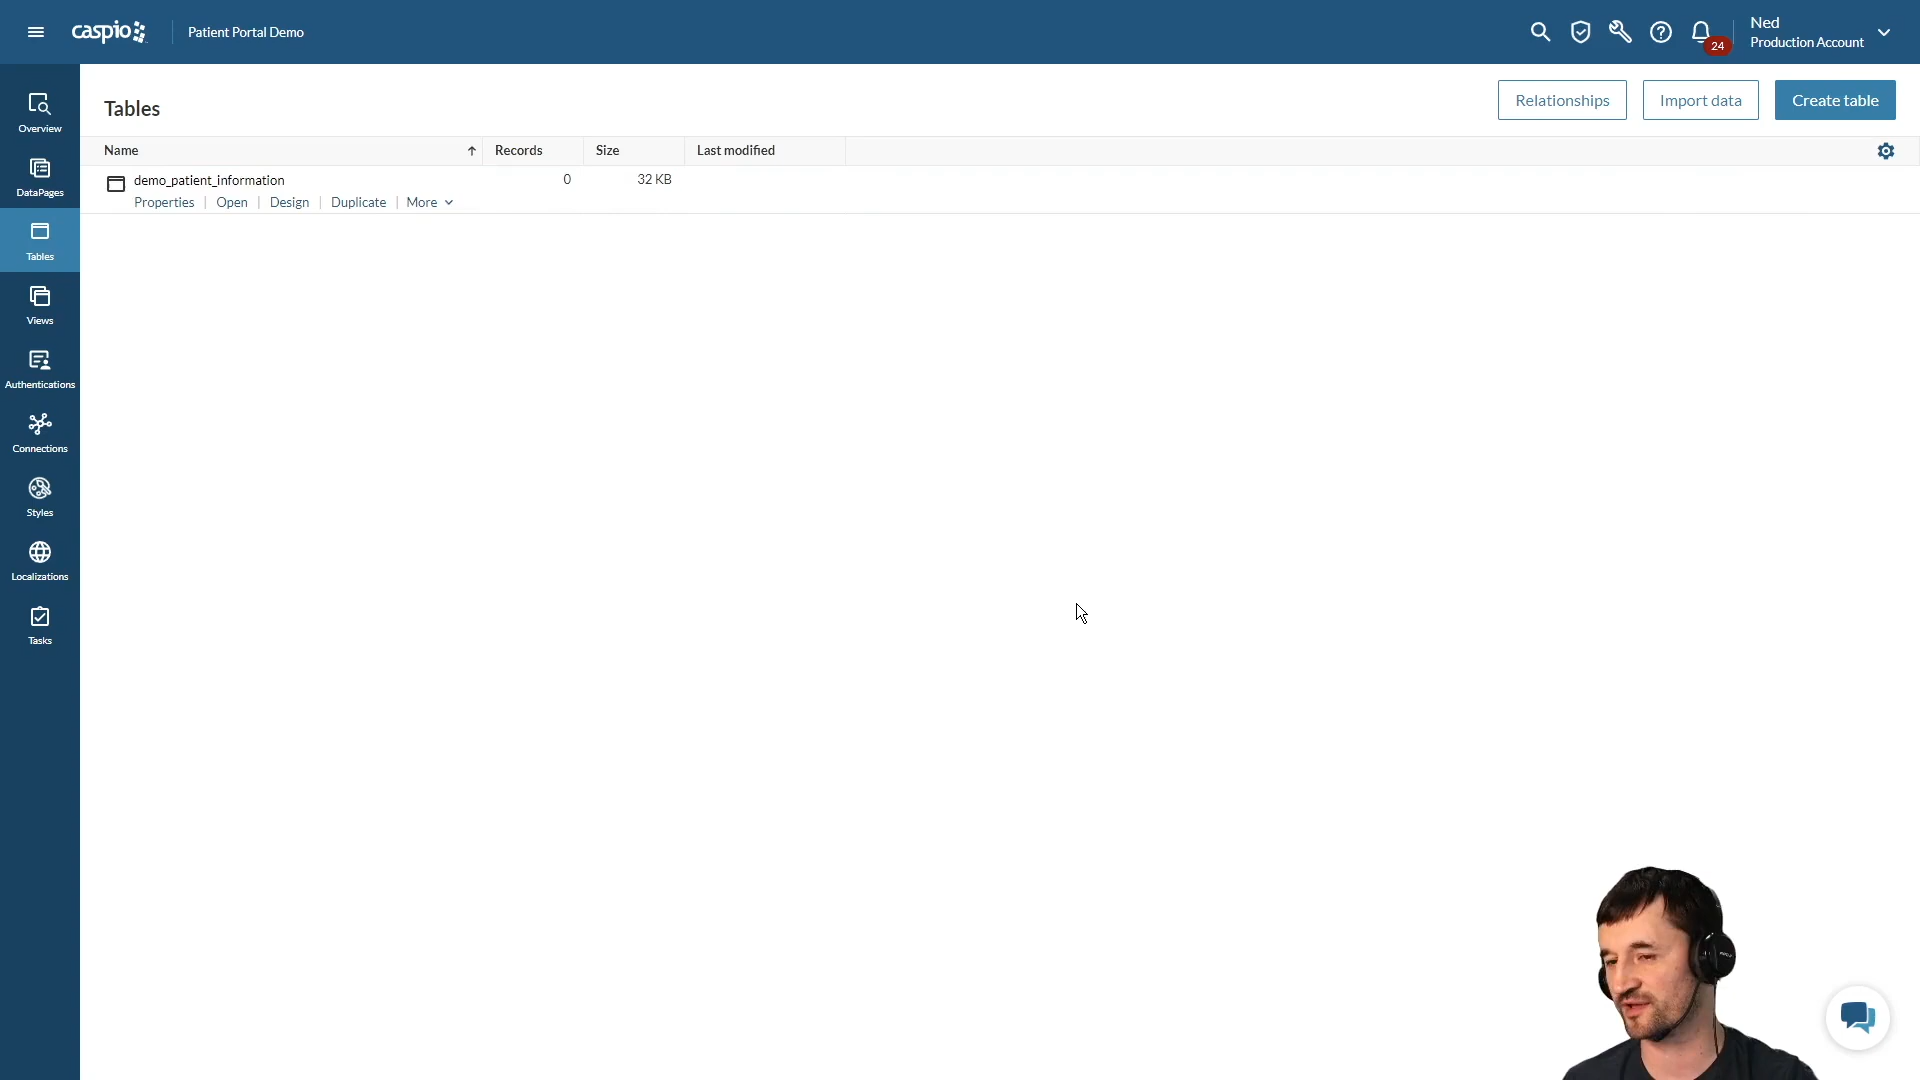 caspio
Patient Portal Demo
24
Ned
Production Account
Overview
DataPages
Tables
Views
Authentications
Connections
Styles
Localizations
Tasks
Tables
Relationships
Import data
Create table
Name
Records
Size
Last modified
demo_patient_information
0
32 KB
Properties | Open | Design | Duplicate | More